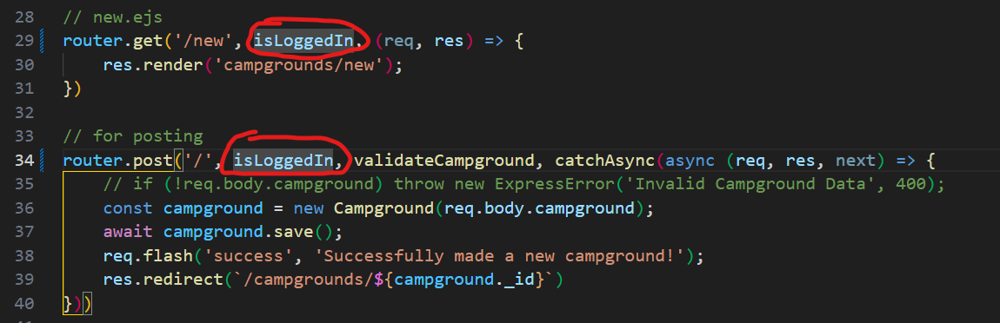 28 // new.ejs
29 router.get('/new', isLoggedIn, (req, res) => {
30 res.render('campgrounds/new');
31 })
32
33 // for posting
34 router.post('/', isLoggedIn, validateCampground, catchAsync(async (req, res, next) => {
35 // if (!req.body.campground) throw new ExpressError('Invalid Campground Data', 400);
36 const campground = new Campground(req.body.campground);
37 await campground.save();
38 req.flash('success', 'Successfully made a new campground!');
39 res.redirect(`/campgrounds/${campground._id}`)
40 }))